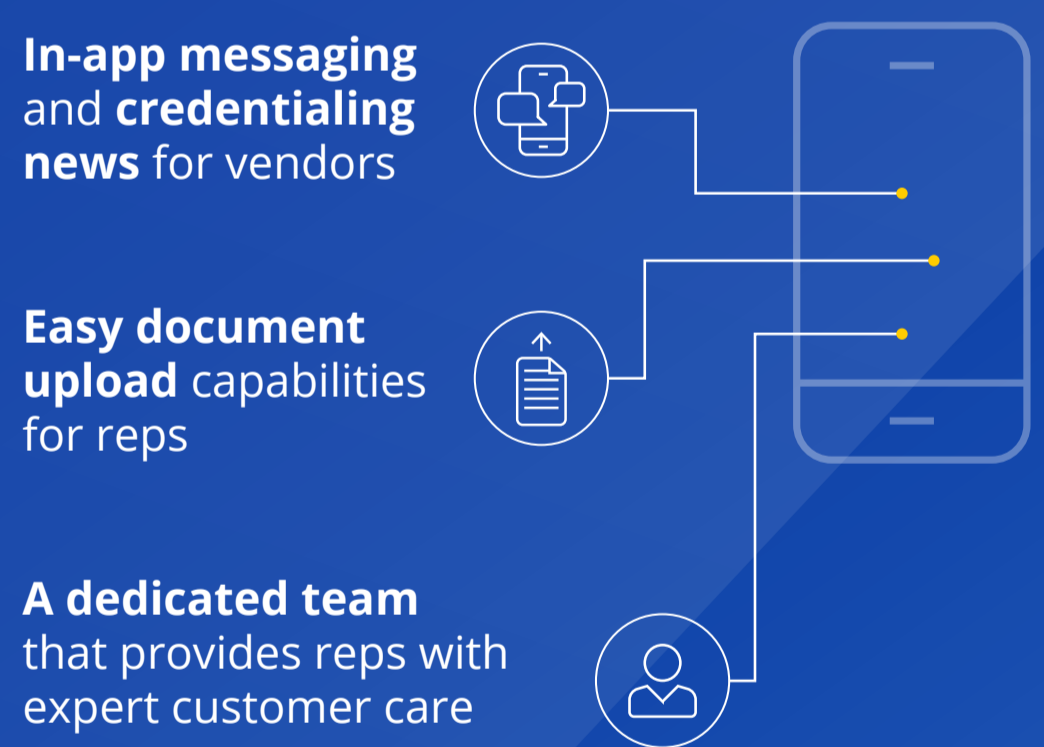 In-app messaging
and credentialing
news for vendors
Easy document
upload capabilities
for reps
A dedicated team
that provides reps with
expert customer care